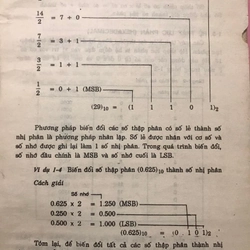 14/2 = 7 + 0
7/2 = 3 + 1
3/2 = 1 + 1
1/2 = 0 + 1 (MSB)
(29)₁₀ = (1 1 1 0 1)₂
Phương pháp biến đổi các số thập phân có số lẻ thành số
nhị phân là phương pháp nhân lập. Số lẻ được nhân với cơ số và
số nhớ được ghi lại làm 1 số nhị phân. Trong quá trình biến đổi,
số nhớ đầu chính là MSB và số nhớ cuối là LSB.
Ví dụ 1-4 Biến đổi số thập phân (0.625)₁₀ thành số nhị phân
Cách giải
Số nhớ
0.625 x 2 = 1.250 (MSB)
0.250 x 2 = 0.500
0.500 x 2 = 1.000 (LSB)
(0.625)₁₀ = (0 . 1 0 1)₂
Tóm lại, để biến đổi tất cả các số thập phân thành nhị